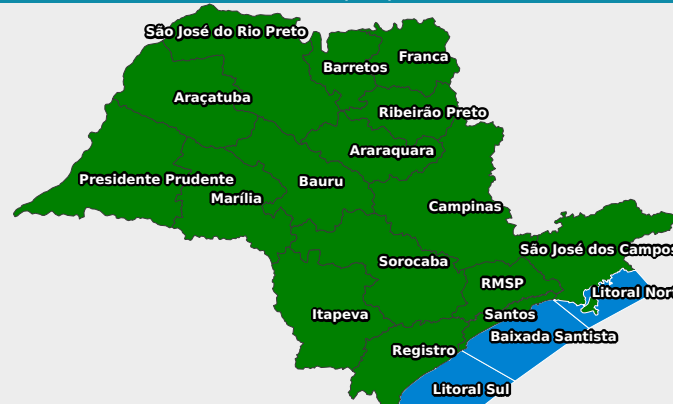 São José do Rio Preto
Franca
Barretos
Araçatuba
Ribeirão Preto
Araraquara
Presidente Prudente
Bauru
Marília
Campinas
São José dos Campos
Sorocaba
RMSP
Litoral Nort
Itapeva
Santos
Baixada Santista
Registro
Litoral Sul